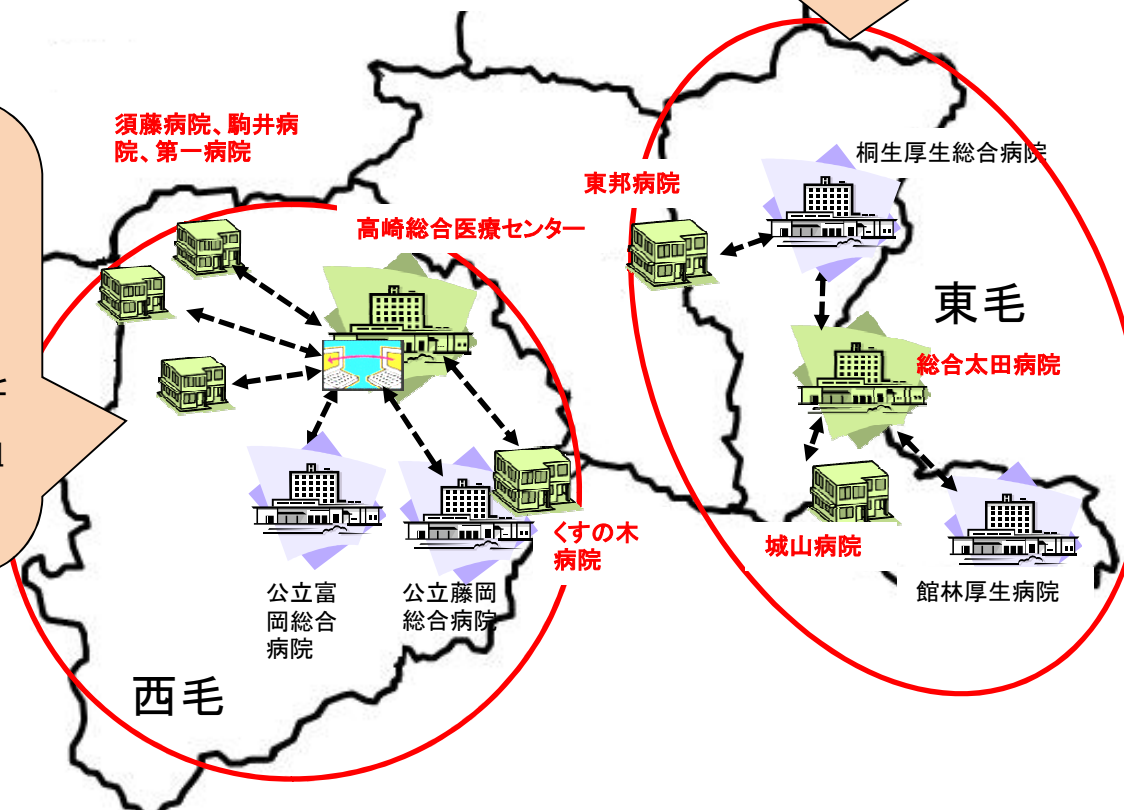 須藤病院、駒井病
院、第一病院
高崎総合医療センター
東邦病院
桐生厚生総合病院
東毛
総合太田病院
くすの木
病院
城山病院
館林厚生病院
公立富
岡総合
病院
公立藤岡
総合病院
西毛